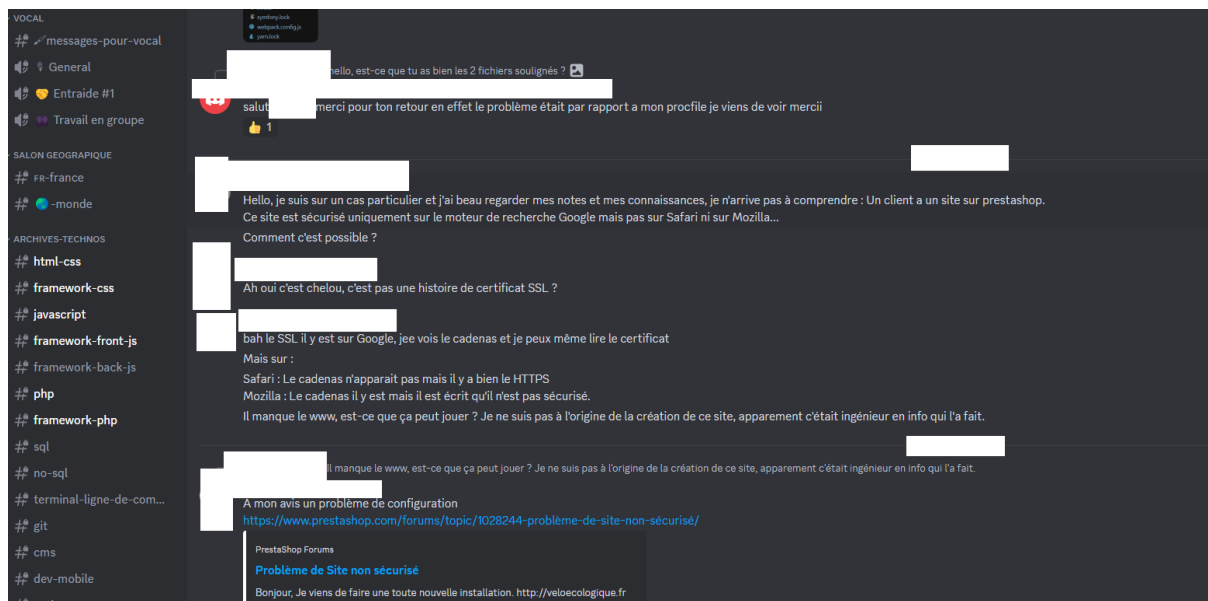 VOCAL
messages-pour-vocal
General
Entraide #1
Travail en groupe
SALON GEOGRAPIQUE
FR-france
-monde
ARCHIVES-TECHNOS
html-css
framework-css
javascript
framework-front-js
framework-back-js
php
framework-php
sql
no-sql
terminal-ligne-de-com...
git
cms
dev-mobile
symfony.lock
webpack.config.js
yarn.lock
hello, est-ce que tu as bien les 2 fichiers soulignés ?
salut merci pour ton retour en effet le problème était par rapport a mon procfile je viens de voir mercii
1
Hello, je suis sur un cas particulier et j'ai beau regarder mes notes et mes connaissances, je n'arrive pas à comprendre : Un client a un site sur prestashop.
Ce site est sécurisé uniquement sur le moteur de recherche Google mais pas sur Safari ni sur Mozilla...
Comment c'est possible ?
Ah oui c'est chelou, c'est pas une histoire de certificat SSL ?
bah le SSL il y est sur Google, jee vois le cadenas et je peux même lire le certificat
Mais sur :
Safari : Le cadenas n'apparait pas mais il y a bien le HTTPS
Mozilla : Le cadenas il y est mais il est écrit qu'il n'est pas sécurisé.
Il manque le www, est-ce que ça peut jouer ? Je ne suis pas à l'origine de la création de ce site, apparement c'était ingénieur en info qui l'a fait.
Il manque le www, est-ce que ça peut jouer ? Je ne suis pas à l'origine de la création de ce site, apparement c'était ingénieur en info qui l'a fait.
A mon avis un problème de configuration
https://www.prestashop.com/forums/topic/1028244-problème-de-site-non-sécurisé/
PrestaShop Forums
Problème de Site non sécurisé
Bonjour, Je viens de faire une toute nouvelle installation. http://veloecologique.fr